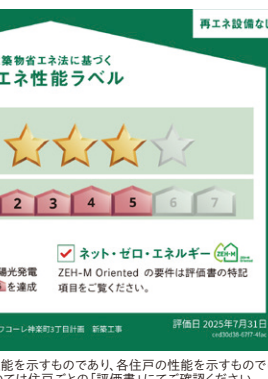 再エネ設備なし
築物省エネ法に基づく
エネ性能ラベル
2 3 4 5 6 7
陽光発電
を達成
ネット・ゼロ・エネルギー
ZEH-M
ZEH-M Oriented の要件は評価書の特記
項目をご覧ください。
フコーレ神楽町3丁目計画 新築工事
評価日 2025年7月31日
能を示すものであり、各住戸の性能を示すもので
ては住戸ごとの「評価書」にてご確認ください